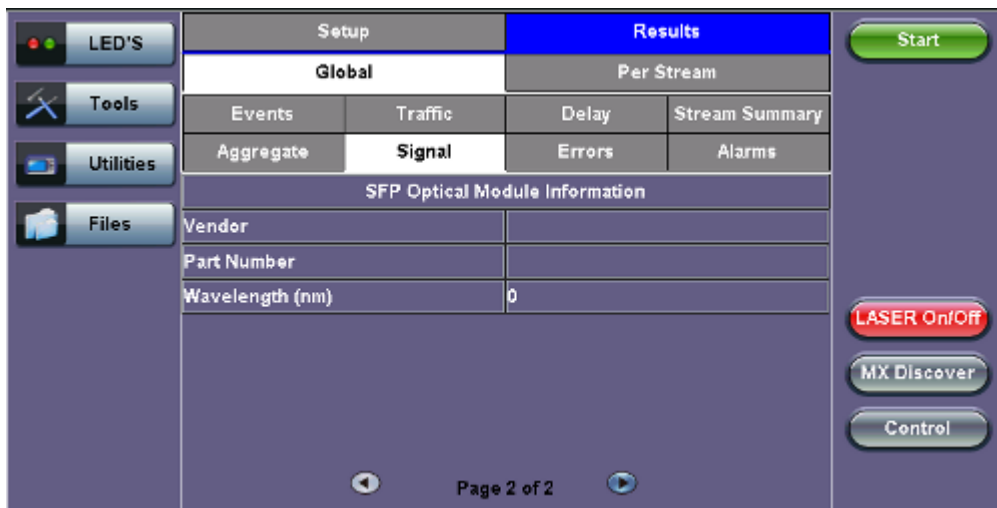 LED'S
Tools
Utilities
Files
Setup Results
Global Per Stream
Events Traffic Delay Stream Summary
Aggregate Signal Errors Alarms
SFP Optical Module Information
Vendor
Part Number
Wavelength (nm) 0
Page 2 of 2
Start
LASER On/Off
MX Discover
Control